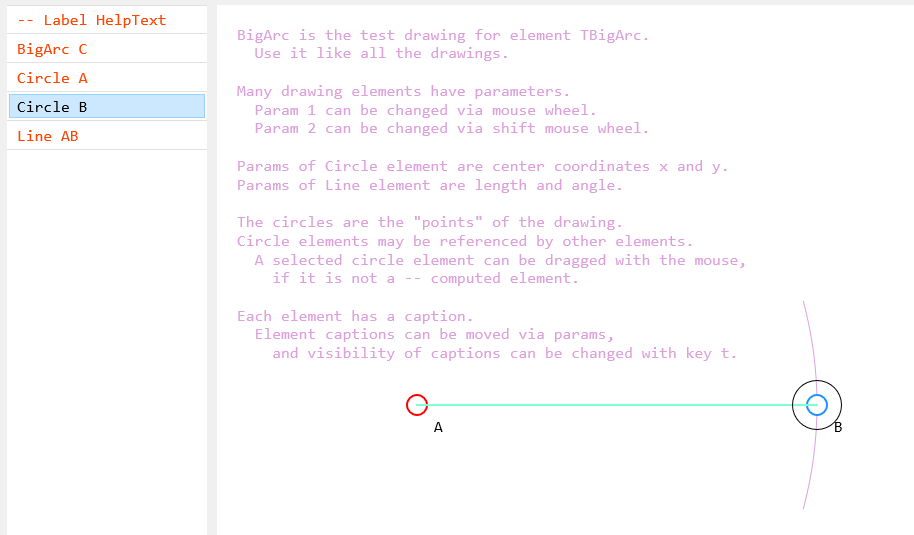 -- Label HelpText
BigArc C
Circle A
Circle B
Line AB
BigArc is the test drawing for element TBigArc.
Use it like all the drawings.
Many drawing elements have parameters.
Param 1 can be changed via mouse wheel.
Param 2 can be changed via shift mouse wheel.
Params of Circle element are center coordinates x and y.
Params of Line element are length and angle.
The circles are the "points" of the drawing.
Circle elements may be referenced by other elements.
A selected circle element can be dragged with the mouse,
if it is not a -- computed element.
Each element has a caption.
Element captions can be moved via params,
and visibility of captions can be changed with key t.
A
B